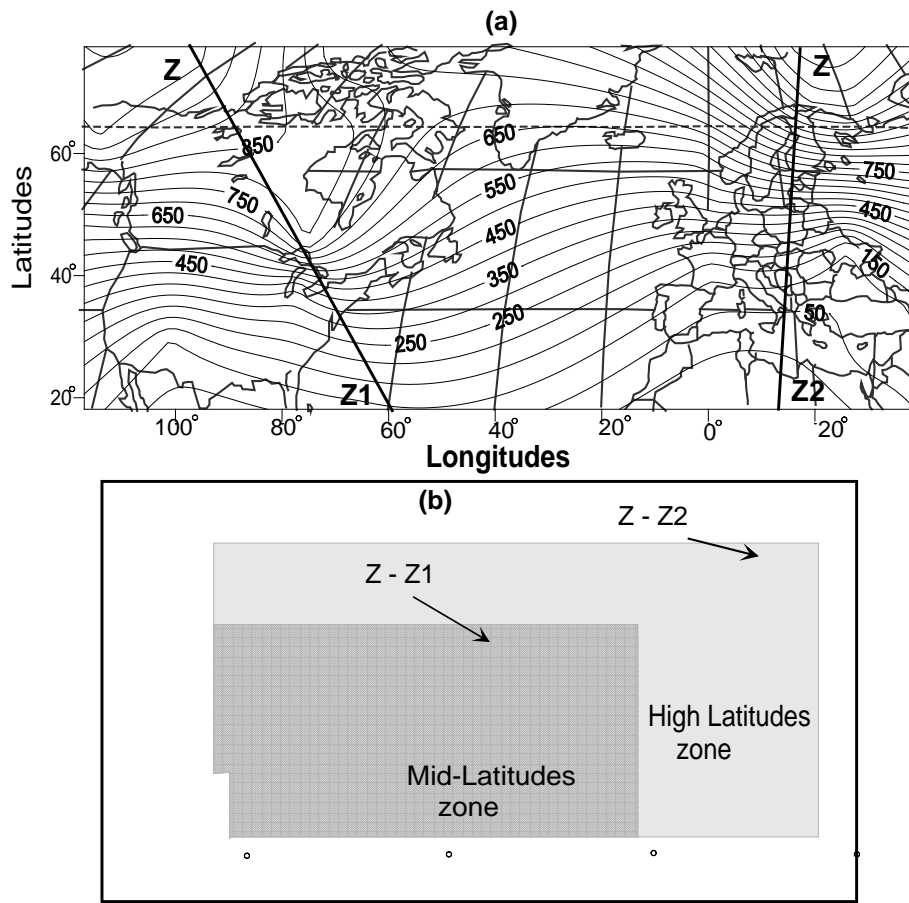 (a)
Z Z
850 650
60° 750
550
750
650 450 450
450 150
40° 350
250 50
250
20° Z1 Z2
100° 80° 60° 40° 20° 0° 20°
Latitudes
Longitudes
(b)
Z - Z2
Z - Z1
High Latitudes
zone
Mid-Latitudes
zone